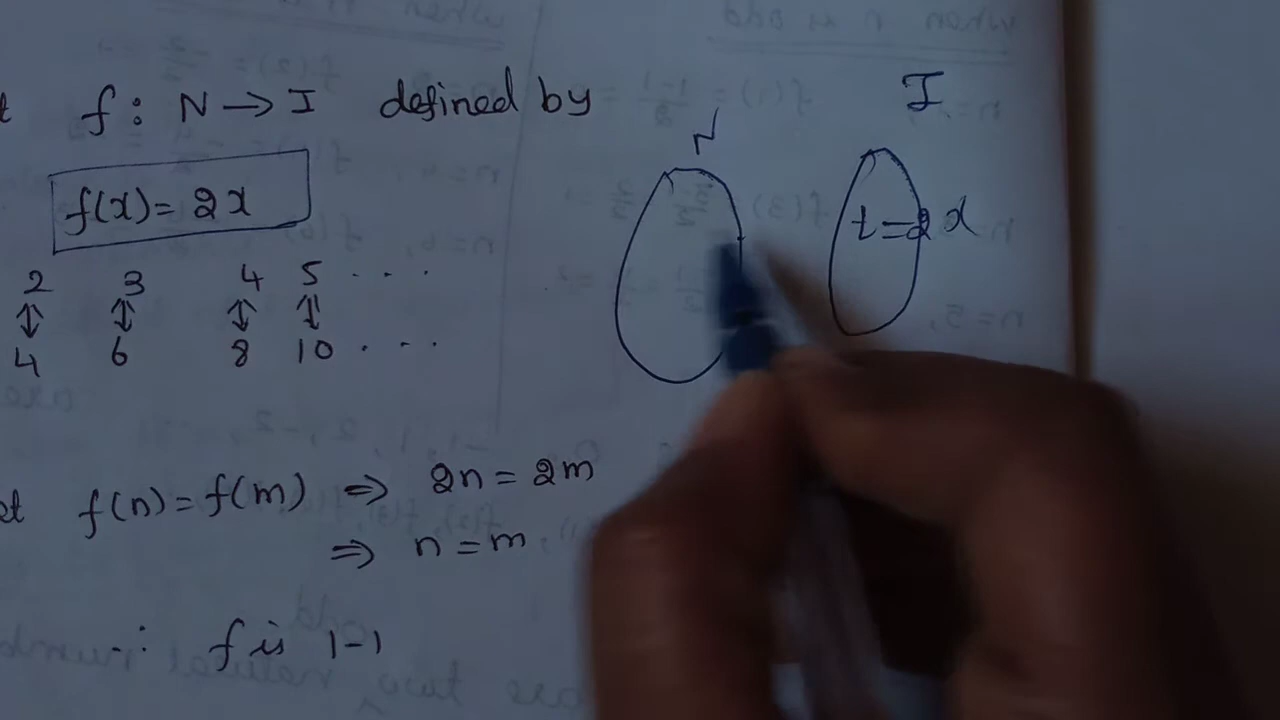 f : N → I defined by
N
I
f(x) = 2x
t = 2x
2 3 4 5 . . .
⇕ ⇕ ⇕ ⇕
4 6 8 10 . . .
f(n) = f(m) ⇒ 2n = 2m
⇒ n = m
∴ f is 1-1